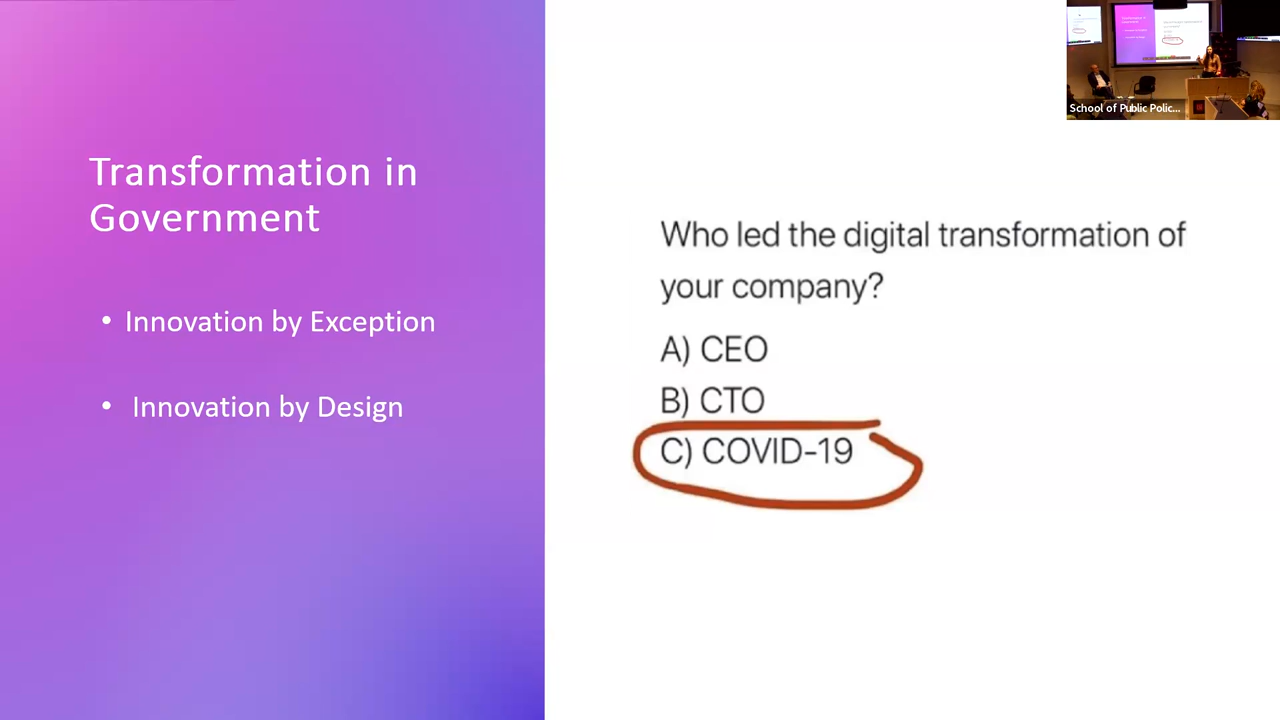 Transformation in
Government
• Innovation by Exception
• Innovation by Design
Who led the digital transformation of
your company?
A) CEO
B) CTO
C) COVID-19
School of Public Polic...